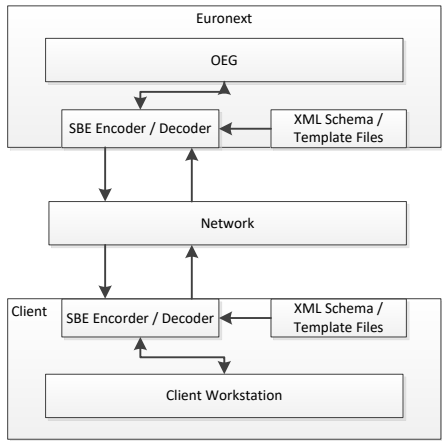 Euronext
OEG
SBE Encoder / Decoder
XML Schema /
Template Files
Network
Client
SBE Encorder / Decoder
XML Schema /
Template Files
Client Workstation